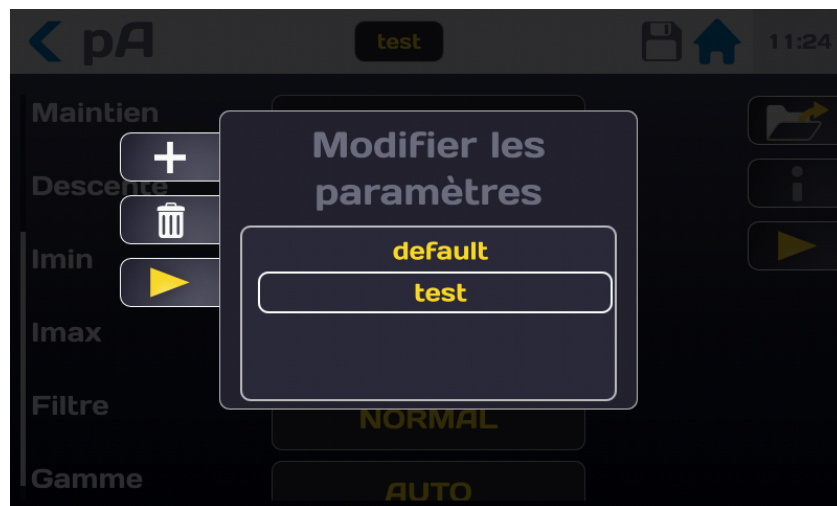 pA
test
11:24
Maintien
Modifier les
paramètres
Descente
default
Imin
test
Imax
Filtre
NORMAL
Gamme
AUTO